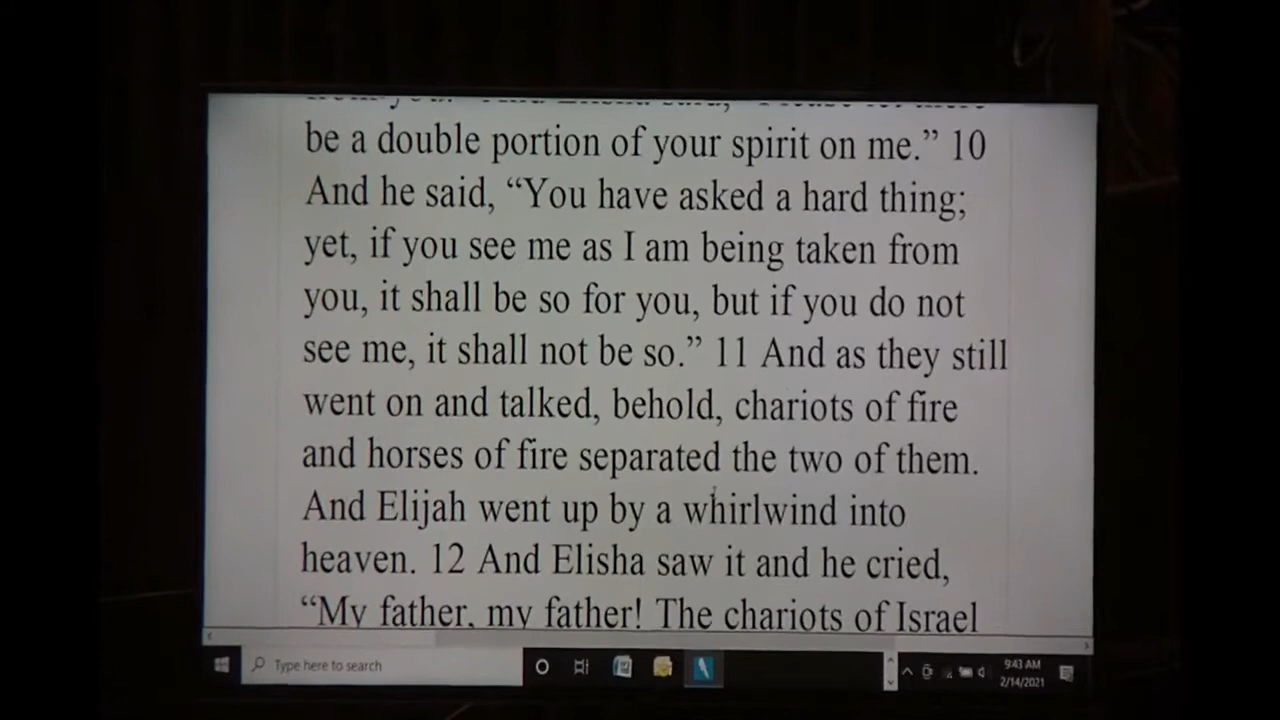 be a double portion of your spirit on me.” 10
And he said, “You have asked a hard thing;
yet, if you see me as I am being taken from
you, it shall be so for you, but if you do not
see me, it shall not be so.” 11 And as they still
went on and talked, behold, chariots of fire
and horses of fire separated the two of them.
And Elijah went up by a whirlwind into
heaven. 12 And Elisha saw it and he cried,
“My father, my father! The chariots of Israel
Type here to search
9:43 AM
2/14/2021